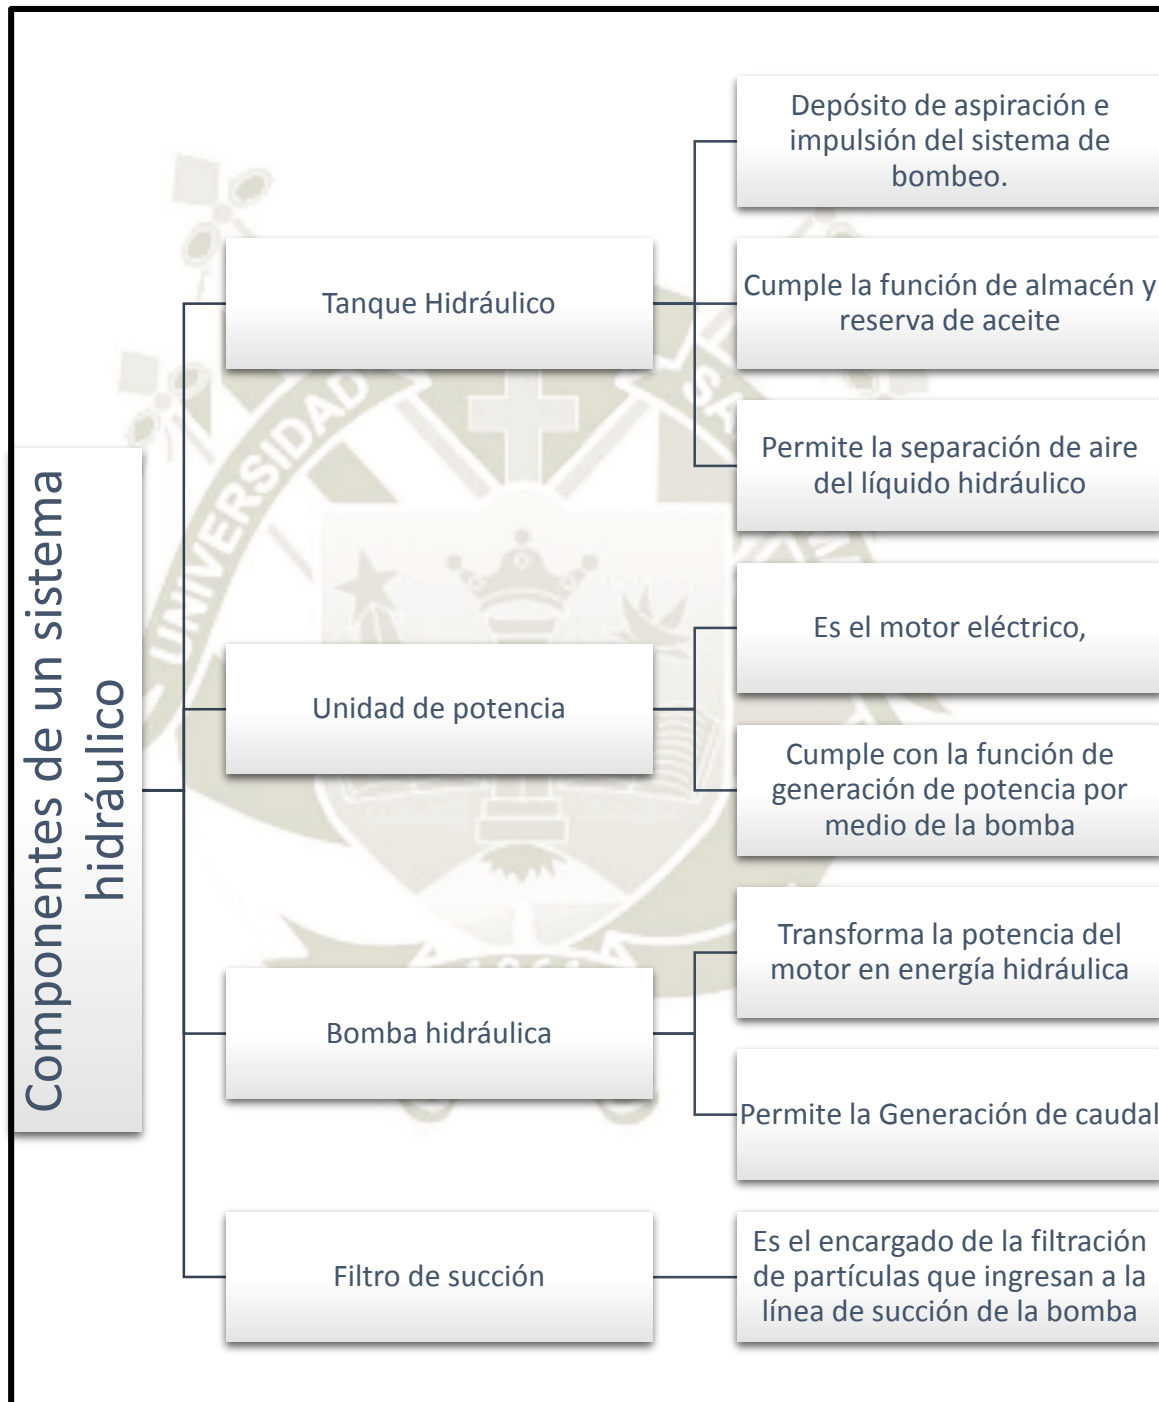 Componentes de un sistema
hidráulico
Tanque Hidráulico
Depósito de aspiración e
impulsión del sistema de
bombeo.
Cumple la función de almacén y
reserva de aceite
Permite la separación de aire
del líquido hidráulico
Unidad de potencia
Es el motor eléctrico,
Cumple con la función de
generación de potencia por
medio de la bomba
Bomba hidráulica
Transforma la potencia del
motor en energía hidráulica
Permite la Generación de caudal
Filtro de succión
Es el encargado de la filtración
de partículas que ingresan a la
línea de succión de la bomba
UNIVERSIDAD